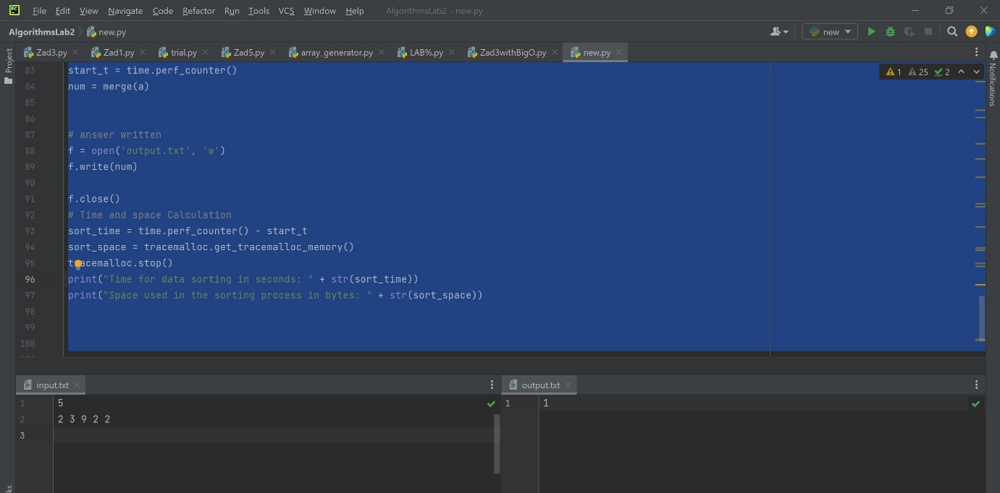 PC File Edit View Navigate Code Refactor Run Tools VCS Window Help AlgorithmsLab2 - new.py
AlgorithmsLab2 new.py new
Zad3.py Zad1.py trial.py Zad5.py array_generator.py LAB%.py Zad3withBigO.py new.py
Project
Notifications
1 25 2
83 start_t = time.perf_counter()
84 num = merge(a)
85
86
87 # answer written
88 f = open('output.txt', 'w')
89 f.write(num)
90
91 f.close()
92 # Time and space Calculation
93 sort_time = time.perf_counter() - start_t
94 sort_space = tracemalloc.get_tracemalloc_memory()
95 t acemalloc.stop()
96 print("Time for data sorting in seconds: " + str(sort_time))
97 print("Space used in the sorting process in bytes: " + str(sort_space))
98
99
100
input.txt
1 5
2 2 3 9 2 2
3
output.txt
1 1
ks